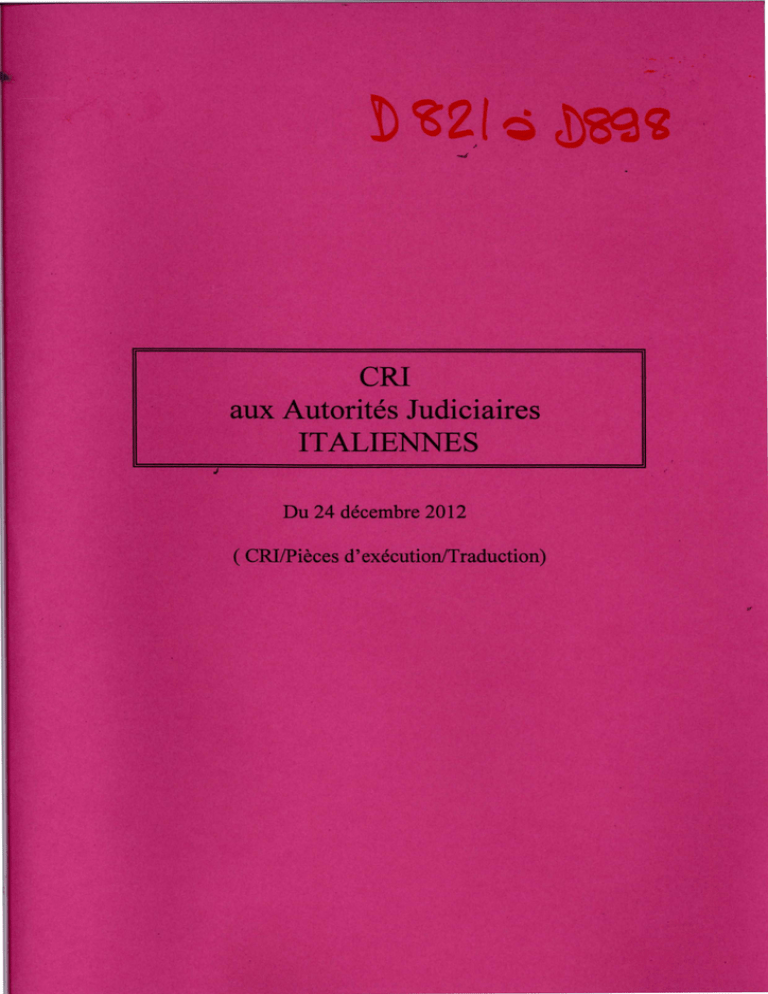 D821 à D898
CRI
aux Autorités Judiciaires
ITALIENNES
Du 24 décembre 2012
( CRI/Pièces d'exécution/Traduction)